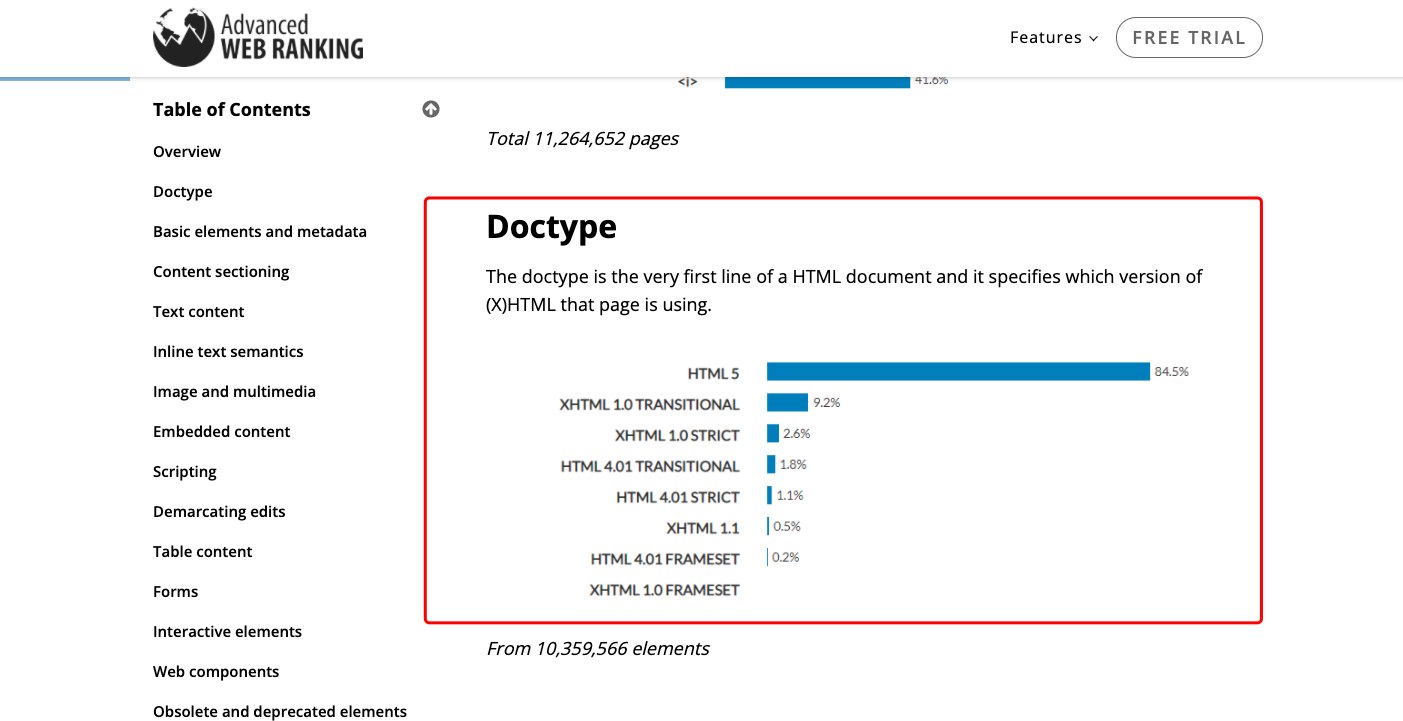 Advanced
WEB RANKING
Features
FREE TRIAL
<i>
41.6%
Table of Contents
Overview
Doctype
Basic elements and metadata
Content sectioning
Text content
Inline text semantics
Image and multimedia
Embedded content
Scripting
Demarcating edits
Table content
Forms
Interactive elements
Web components
Obsolete and deprecated elements
Total 11,264,652 pages
Doctype
The doctype is the very first line of a HTML document and it specifies which version of
(X)HTML that page is using.
HTML 5 84.5%
XHTML 1.0 TRANSITIONAL 9.2%
XHTML 1.0 STRICT 2.6%
HTML 4.01 TRANSITIONAL 1.8%
HTML 4.01 STRICT 1.1%
XHTML 1.1 0.5%
HTML 4.01 FRAMESET 0.2%
XHTML 1.0 FRAMESET
From 10,359,566 elements